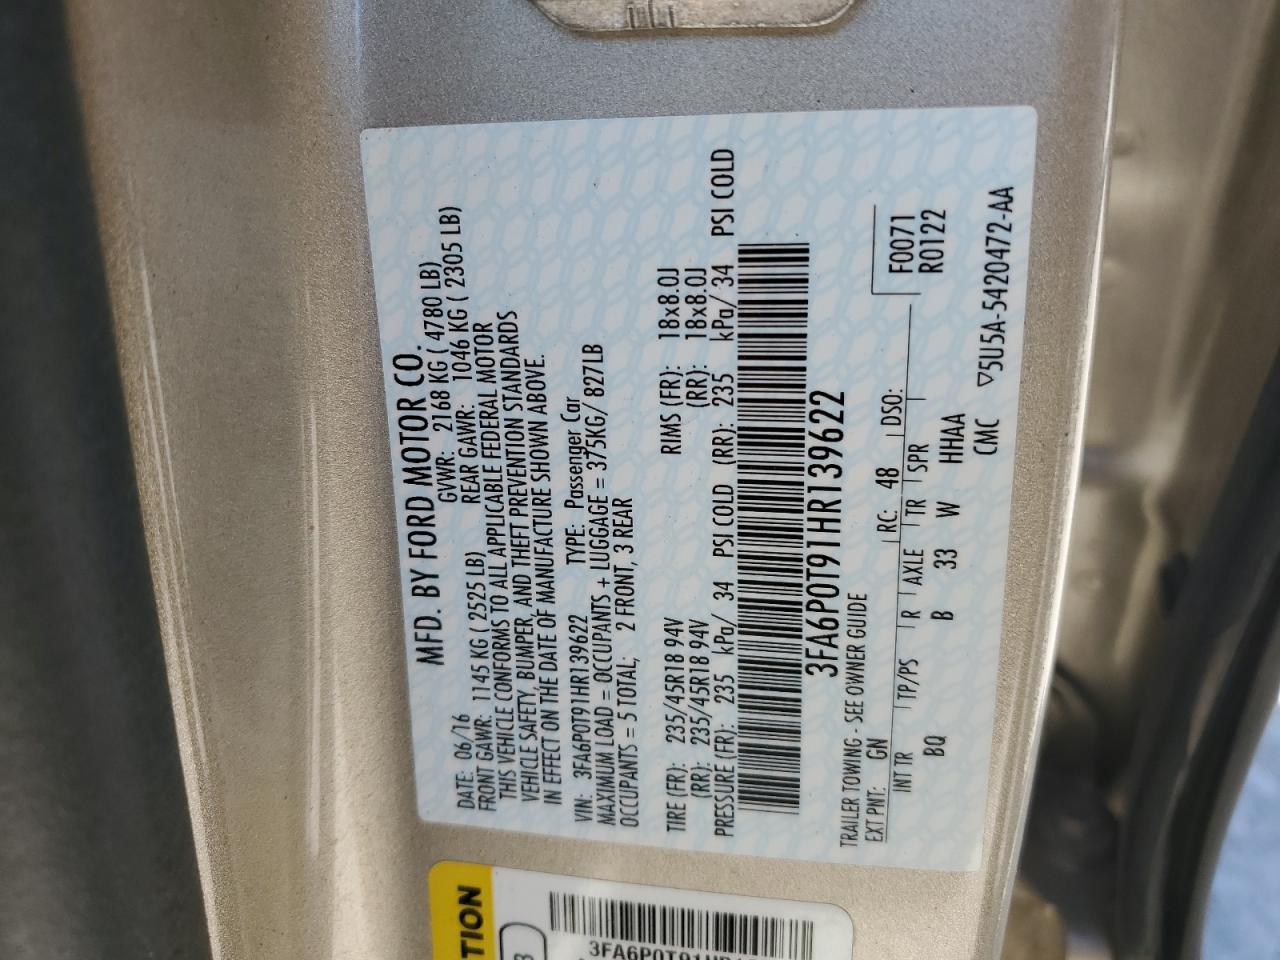 MFD. BY FORD MOTOR CO.
DATE: 06/16 GVWR: 2168 KG ( 4780 LB)
FRONT GAWR: 1145 KG ( 2525 LB) REAR GAWR: 1046 KG ( 2305 LB)
THIS VEHICLE CONFORMS TO ALL APPLICABLE FEDERAL MOTOR
VEHICLE SAFETY, BUMPER, AND THEFT PREVENTION STANDARDS
IN EFFECT ON THE DATE OF MANUFACTURE SHOWN ABOVE.
VIN: 3FA6P0T91HR139622 TYPE: Passenger Car
MAXIMUM LOAD = OCCUPANTS + LUGGAGE = 375KG/ 827LB
OCCUPANTS = 5 TOTAL, 2 FRONT, 3 REAR
TIRE (FR): 235/45R18 94V RIMS (FR): 18x8.0J
(RR): 235/45R18 94V (RR): 18x8.0J
PRESSURE (FR): 235 kPa/ 34 PSI COLD (RR): 235 kPa/ 34 PSI COLD
3FA6P0T91HR139622
TRAILER TOWING - SEE OWNER GUIDE
EXT PNT: GN RC: 48 DSO: F0071
R0122
INT TR TP/PS R AXLE TR SPR
BQ B 33 W HHAA
CMC ▽5U5A-5420472-AA
TION
3FA6P0T91HR